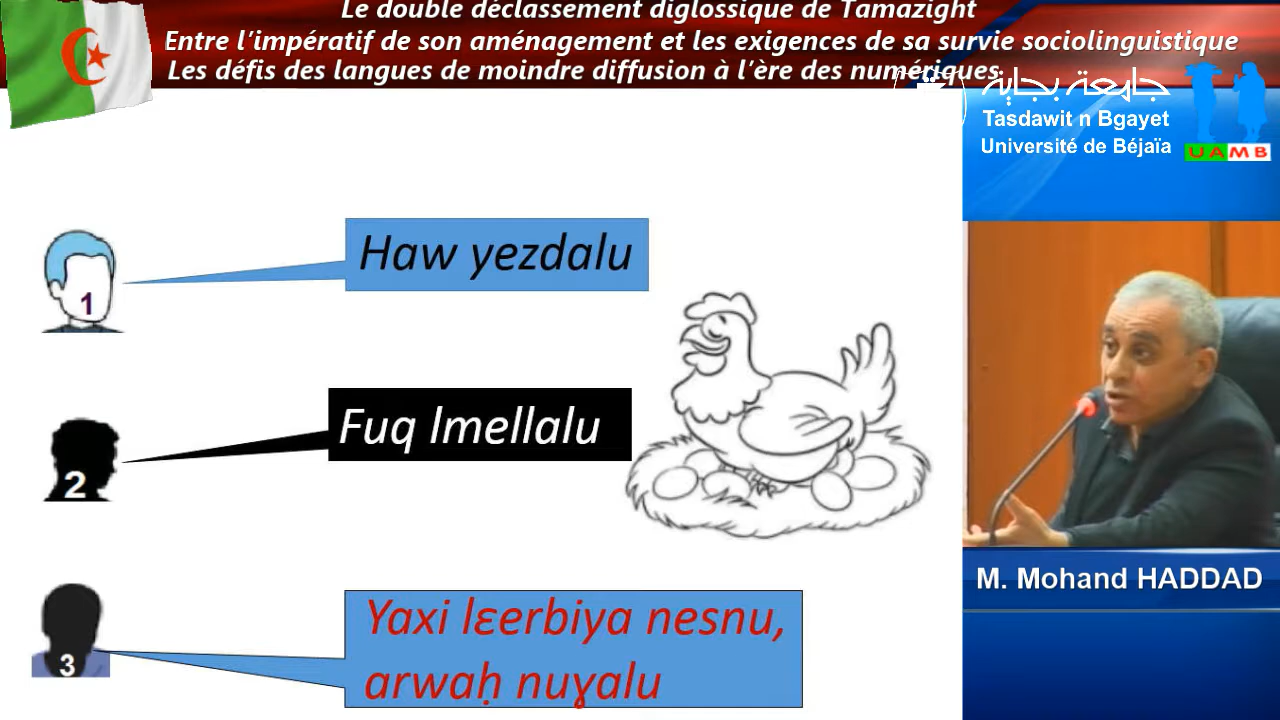 Le double déclassement diglossique de Tamazight
Entre l'impératif de son aménagement et les exigences de sa survie sociolinguistique
Les défis des langues de moindre diffusion à l'ère des numériques
جامعة بجاية
Tasdawit n Bgayet
Université de Béjaïa
UAMB
1
Haw yezdalu
2
Fuq lmellalu
3
Yaxi lɛerbiya nesnu,
arwaḥ nuɣalu
M. Mohand HADDAD